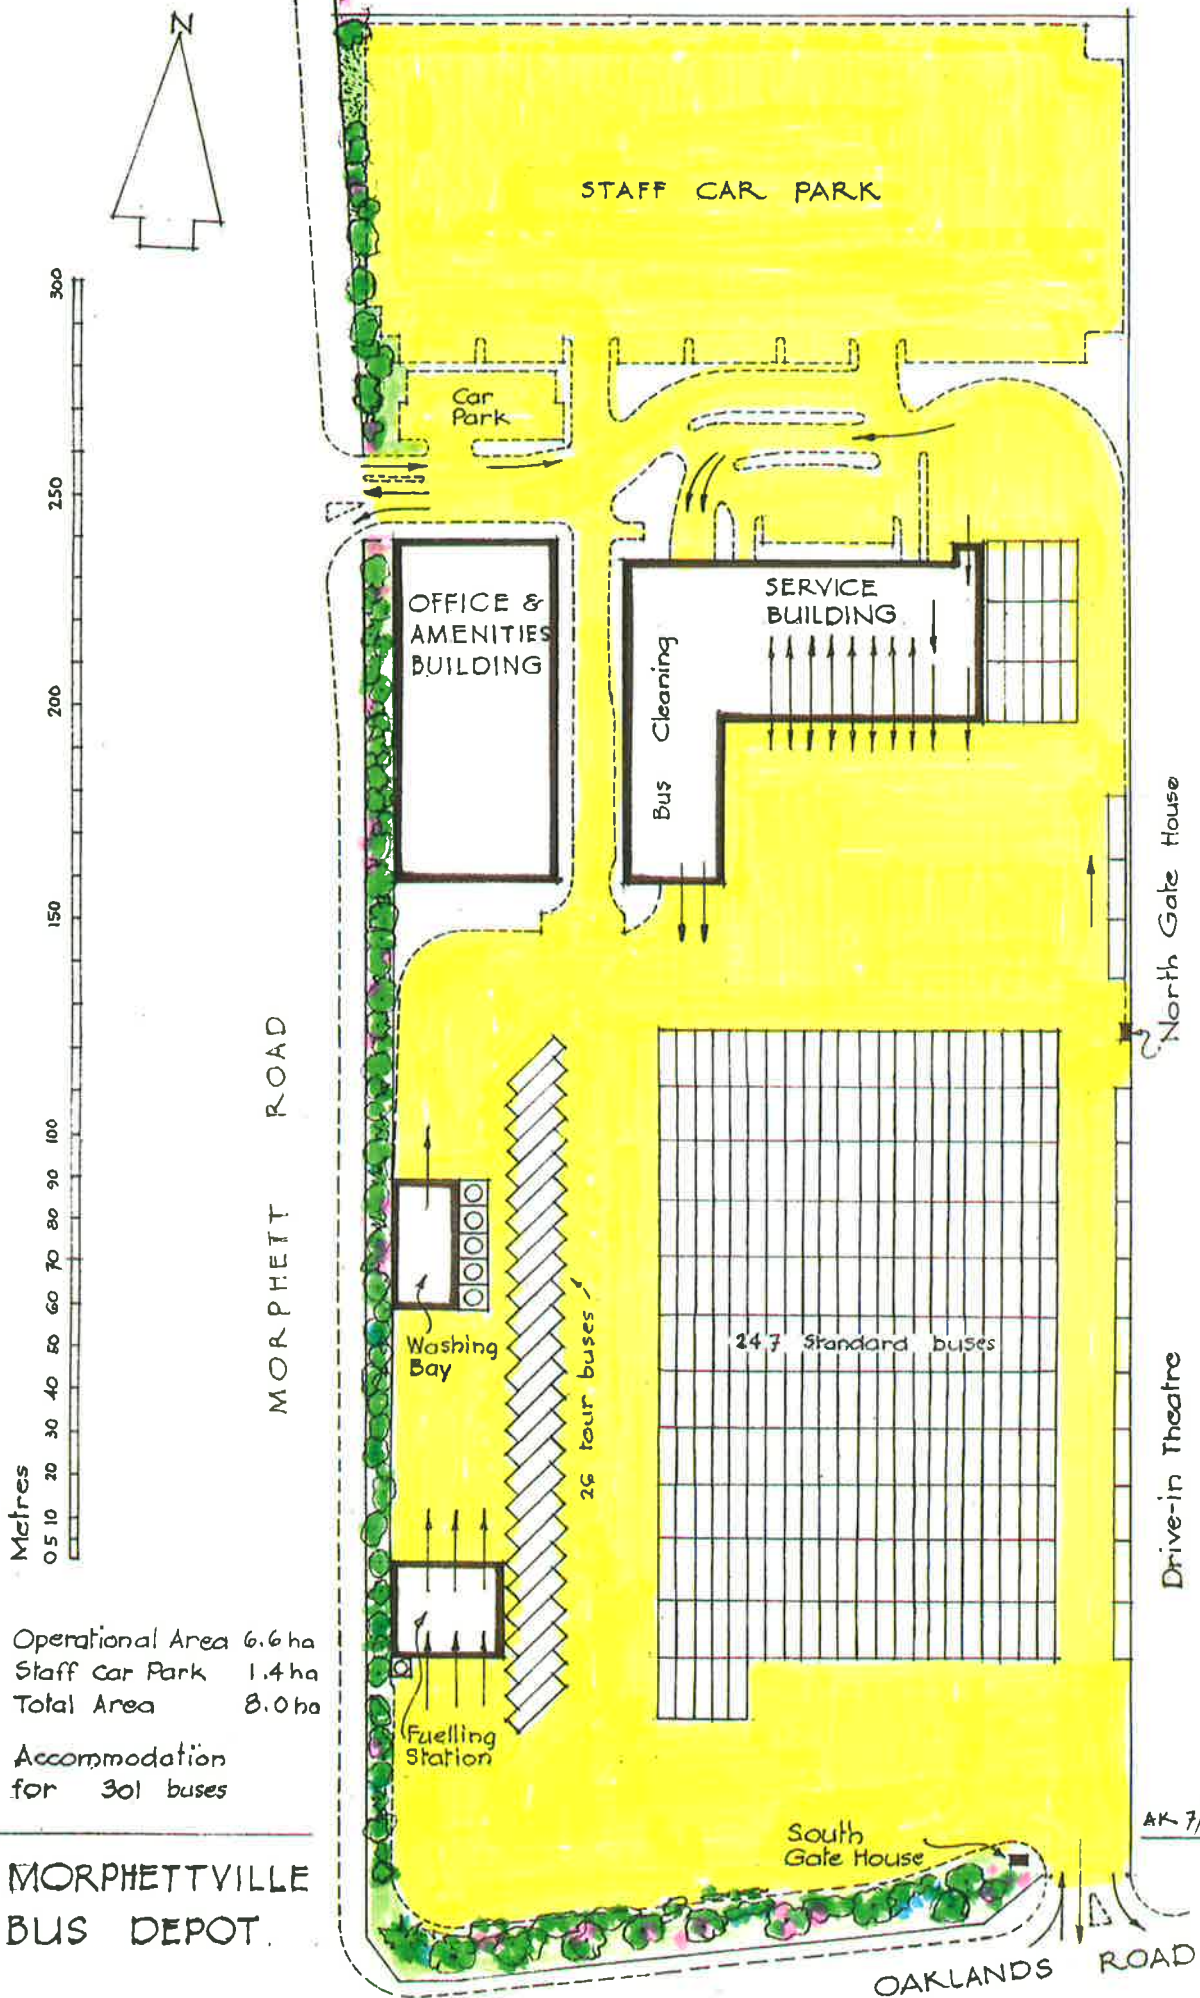 N
STAFF CAR PARK
Car
Park
OFFICE &
AMENITIES
BUILDING
SERVICE
BUILDING
Bus Cleaning
North Gate House
MORPHETT ROAD
Washing
Bay
26 tour buses
247 Standard buses
Drive-in Theatre
Fuelling
Station
South
Gate House
OAKLANDS ROAD
Metres
0 5 10 20 30 40 50 60 70 80 90 100 150 200 250 300
Operational Area 6.6 ha
Staff Car Park 1.4 ha
Total Area 8.0 ha
Accommodation
for 301 buses
MORPHETTVILLE
BUS DEPOT.
AK 7/